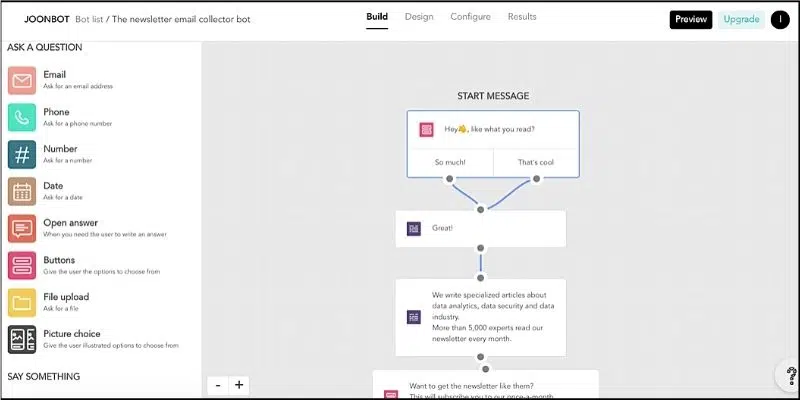 JOONBOT Bot list / The newsletter email collector bot Build Design Configure Results Preview Upgrade I
ASK A QUESTION
Email
Ask for an email address
Phone
Ask for a phone number
Number
Ask for a number
Date
Ask for a date
Open answer
When you need the user to write an answer
Buttons
Give the user the options to choose from
File upload
Ask for a file
Picture choice
Give the user illustrated options to choose from
SAY SOMETHING
START MESSAGE
Hey👋, like what you read?
So much! That's cool
Great!
We write specialized articles about
data analytics, data security and data
industry.
More than 5,000 experts read our
newsletter every month.
Want to get the newsletter like them?
This will subscribe you to our once-a-month
- +
?